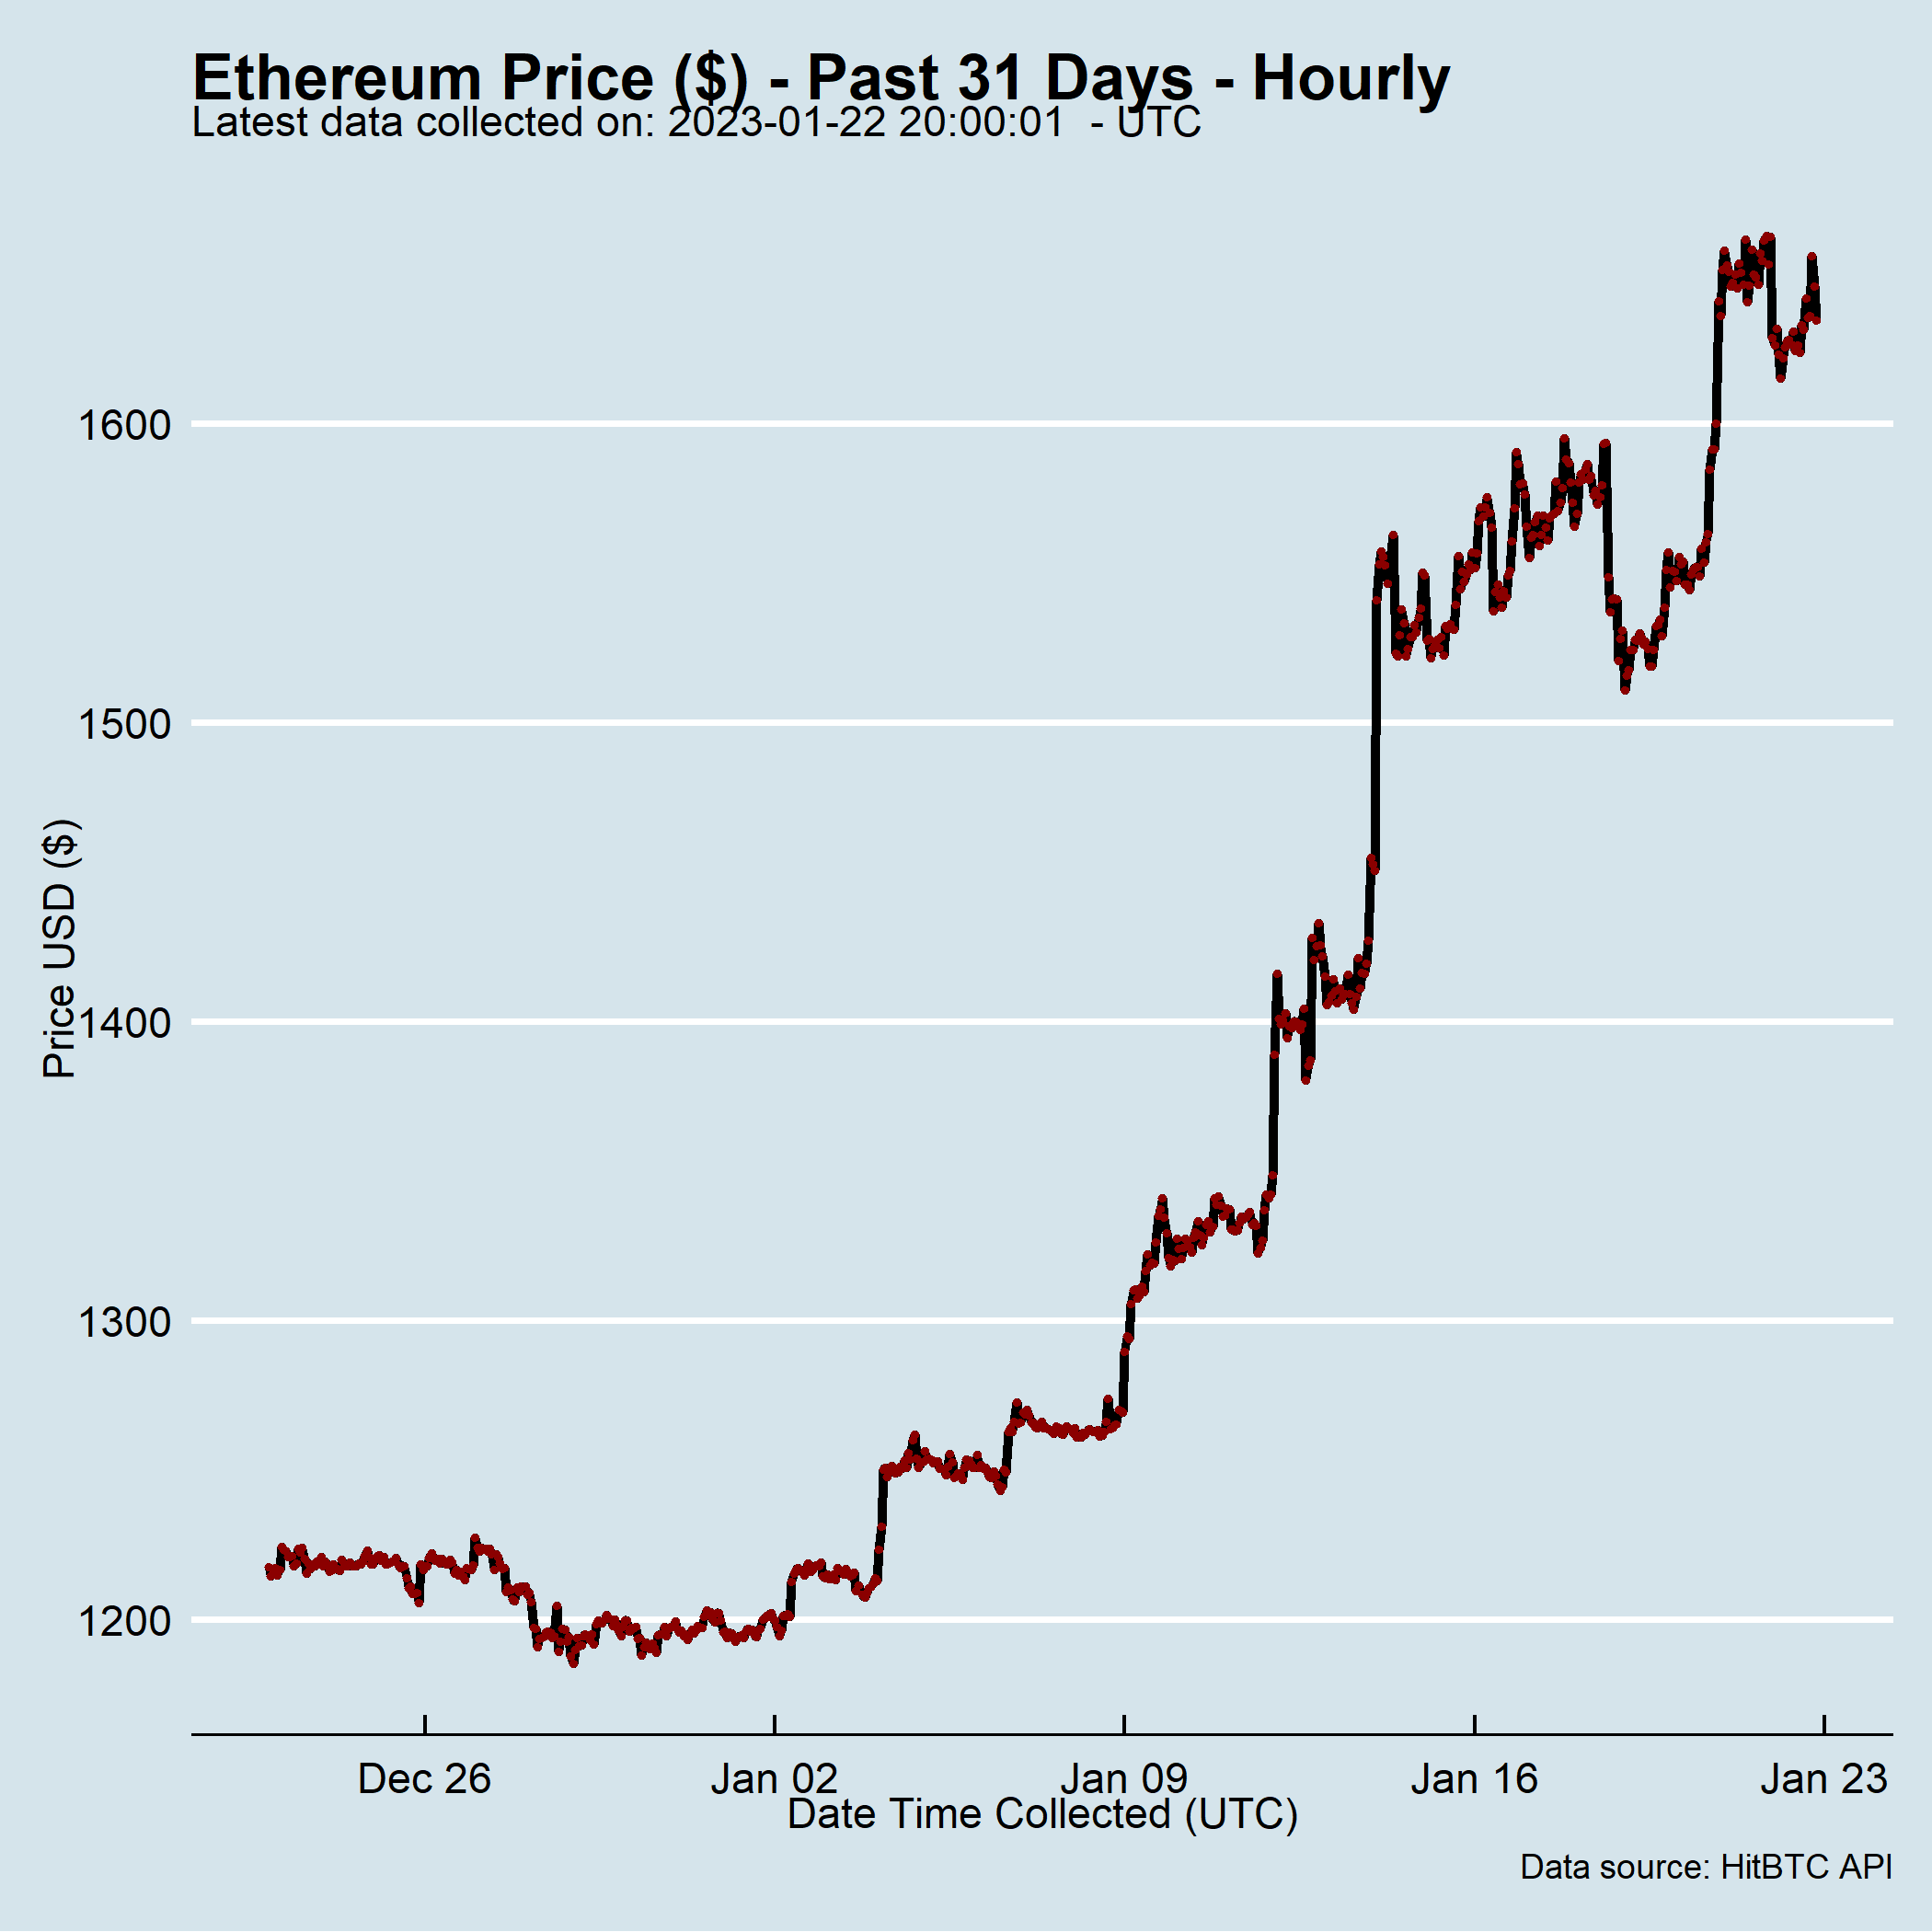 Ethereum Price ($) - Past 31 Days - Hourly
Latest data collected on: 2023-01-22 20:00:01  - UTC
Price USD ($)
1600
1500
1400
1300
1200
Dec 26
Jan 02
Jan 09
Jan 16
Jan 23
Date Time Collected (UTC)
Data source: HitBTC API